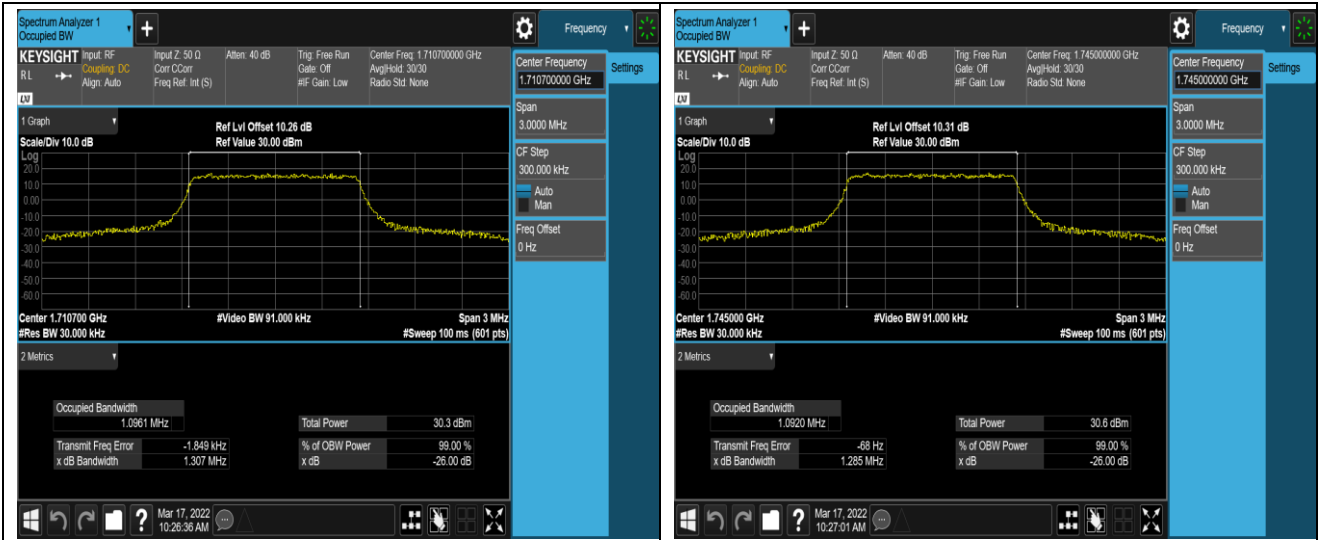 Spectrum Analyzer 1
Occupied BW
+
Frequency
KEYSIGHT
RL
Input: RF
Coupling: DC
Align: Auto
Input Z: 50 Ω
Corr CCorr
Freq Ref: Int (S)
Atten: 40 dB
Trig: Free Run
Gate: Off
#IF Gain: Low
Center Freq: 1.710700000 GHz
Avg|Hold: 30/30
Radio Std: None
LXI
1 Graph
Scale/Div 10.0 dB
Ref Lvl Offset 10.26 dB
Ref Value 30.00 dBm
Log
20.0
10.0
0.00
-10.0
-20.0
-30.0
-40.0
-50.0
-60.0
Center 1.710700 GHz
#Res BW 30.000 kHz
#Video BW 91.000 kHz
Span 3 MHz
#Sweep 100 ms (601 pts)
2 Metrics
Occupied Bandwidth
1.0961 MHz
Total Power 30.3 dBm
Transmit Freq Error -1.849 kHz
% of OBW Power 99.00 %
x dB Bandwidth 1.307 MHz
x dB -26.00 dB
?
Mar 17, 2022
10:26:36 AM
Center Frequency
1.710700000 GHz
Settings
Span
3.0000 MHz
CF Step
300.000 kHz
Auto
Man
Freq Offset
0 Hz
Spectrum Analyzer 1
Occupied BW
+
Frequency
KEYSIGHT
RL
Input: RF
Coupling: DC
Align: Auto
Input Z: 50 Ω
Corr CCorr
Freq Ref: Int (S)
Atten: 40 dB
Trig: Free Run
Gate: Off
#IF Gain: Low
Center Freq: 1.745000000 GHz
Avg|Hold: 30/30
Radio Std: None
LXI
1 Graph
Scale/Div 10.0 dB
Ref Lvl Offset 10.31 dB
Ref Value 30.00 dBm
Log
20.0
10.0
0.00
-10.0
-20.0
-30.0
-40.0
-50.0
-60.0
Center 1.745000 GHz
#Res BW 30.000 kHz
#Video BW 91.000 kHz
Span 3 MHz
#Sweep 100 ms (601 pts)
2 Metrics
Occupied Bandwidth
1.0920 MHz
Total Power 30.6 dBm
Transmit Freq Error -68 Hz
% of OBW Power 99.00 %
x dB Bandwidth 1.285 MHz
x dB -26.00 dB
?
Mar 17, 2022
10:27:01 AM
Center Frequency
1.745000000 GHz
Settings
Span
3.0000 MHz
CF Step
300.000 kHz
Auto
Man
Freq Offset
0 Hz